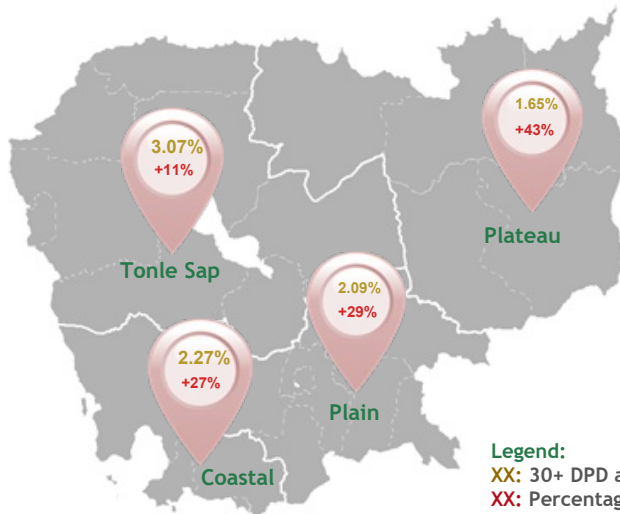 1.65%
+43%
Plateau
3.07%
+11%
Tonle Sap
2.09%
+29%
Plain
2.27%
+27%
Coastal
Legend:
XX: 30+ DPD a
XX: Percentag